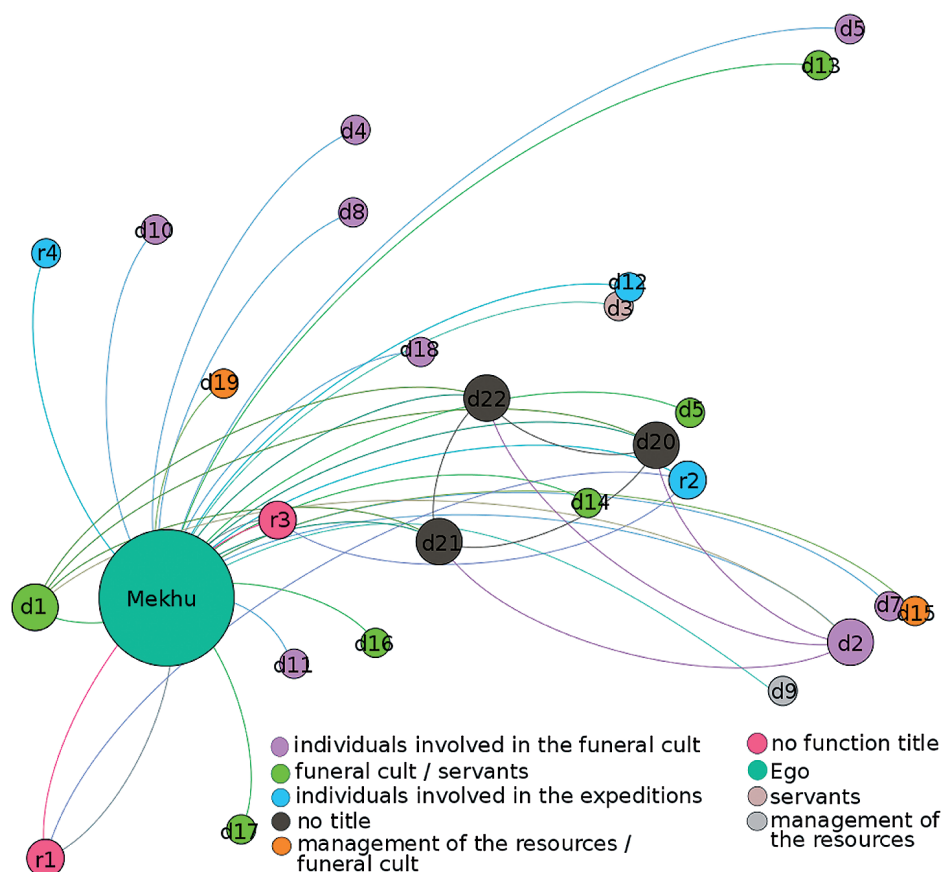 d5
d13
d4
d8
d10
r4
d12
d3
d18
d19
d22
d5
d20
r2
d14
r3
d21
Mekhu
d1
d7
d15
d16
d2
d11
d9
d17
r1
individuals involved in the funeral cult
funeral cult / servants
individuals involved in the expeditions
no title
management of the resources /
funeral cult
no function title
Ego
servants
management of
the resources